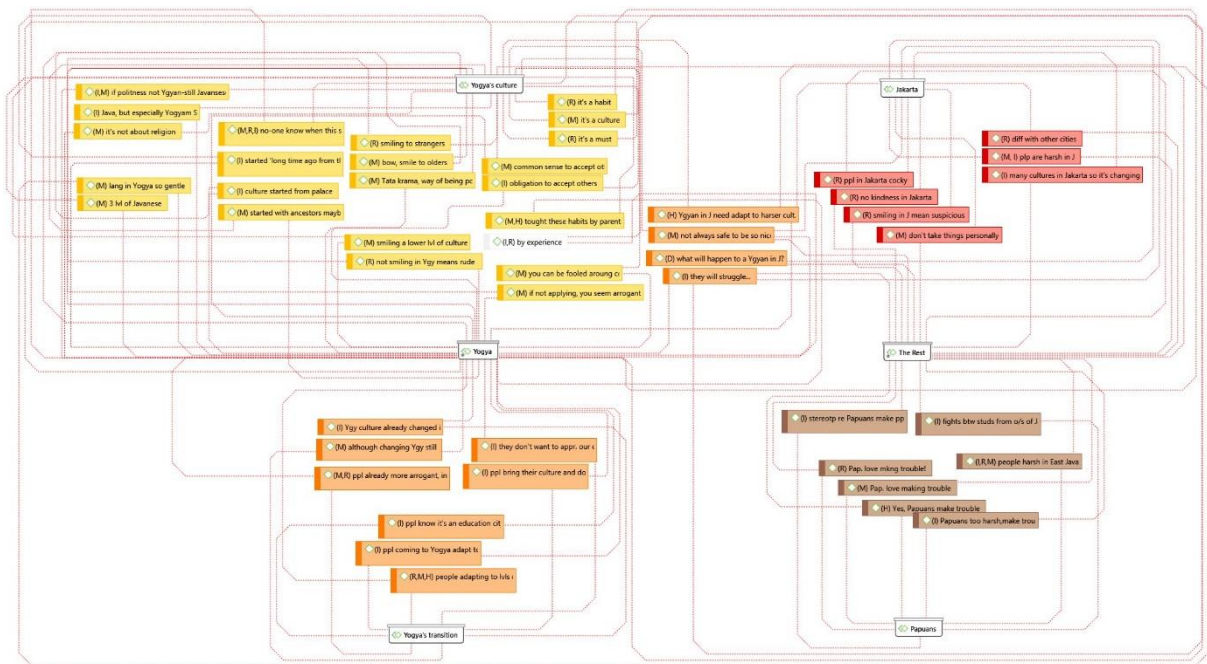 Yogya's culture
Jakarta
(I,M) if politness not Ygyan-still Javanses
(I) Java, but especially Yogyam S
(M) it's not about religion
(M,R,I) no-one know when this s
(R) smiling to strangers
(M) bow, smile to olders
(M) Tata krama, way of being pc
(I) started 'long time ago from tl
(M) lang in Yogya so gentle
(M) 3 lvl of Javanese
(I) culture started from palace
(M) started with ancestors mayb
(R) it's a habit
(M) it's a culture
(R) it's a must
(M) common sense to accept ot
(I) obligation to accept others
(M,H) tought these habits by parent
(I,R) by experience
(M) smiling a lower lvl of culture
(R) not smiling in Ygy means rude
(M) you can be fooled aroung cc
(M) if not applying, you seem arrogant
(H) Ygyan in J need adapt to harser cult.
(M) not always safe to be so nice
(D) what will happen to a Ygyan in J?
(I) they will struggle...
(R) diff with other cities
(M, I) plp are harsh in J
(I) many cultures in Jakarta so it's changing
(R) ppl in Jakarta cocky
(R) no kindness in Jakarta
(R) smiling in J mean suspicious
(M) don't take things personally
Yogya
The Rest
(I) Ygy culture already changed
(M) although changing Ygy still
(M,R) ppl already more arrogant, in
(I) they don't want to appr. our
(I) ppl bring their culture and do
(I) ppl know it's an education cit
(I) ppl coming to Yogya adapt to
(R,M,H) people adapting to lvls
Yogya's transition
(I) stereotp re Papuans make pp
(I) fights btw studs from o/s of J
(I,R,M) people harsh in East Java
(R) Pap. love mkng trouble!
(M) Pap. love making trouble
(H) Yes, Papuans make trouble
(I) Papuans too harsh,make trou
Papuans